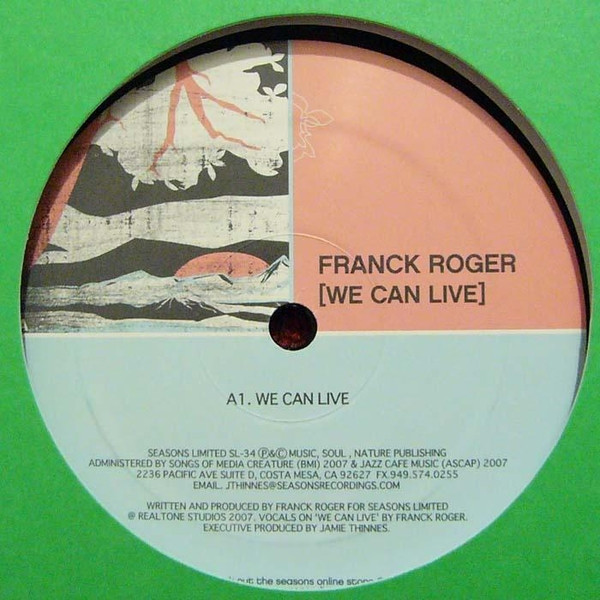 FRANCK ROGER
[WE CAN LIVE]
A1. WE CAN LIVE
SEASONS LIMITED SL-34 ℗&© MUSIC, SOUL , NATURE PUBLISHING
ADMINISTERED BY SONGS OF MEDIA CREATURE (BMI) 2007 & JAZZ CAFE MUSIC (ASCAP) 2007
2236 PACIFIC AVE SUITE D, COSTA MESA, CA 92627 FX.949.574.0255
EMAIL. JTHINNES@SEASONSRECORDINGS.COM
WRITTEN AND PRODUCED BY FRANCK ROGER FOR SEASONS LIMITED
@ REALTONE STUDIOS 2007. VOCALS ON 'WE CAN LIVE' BY FRANCK ROGER.
EXECUTIVE PRODUCED BY JAMIE THINNES.
out the seasons online store